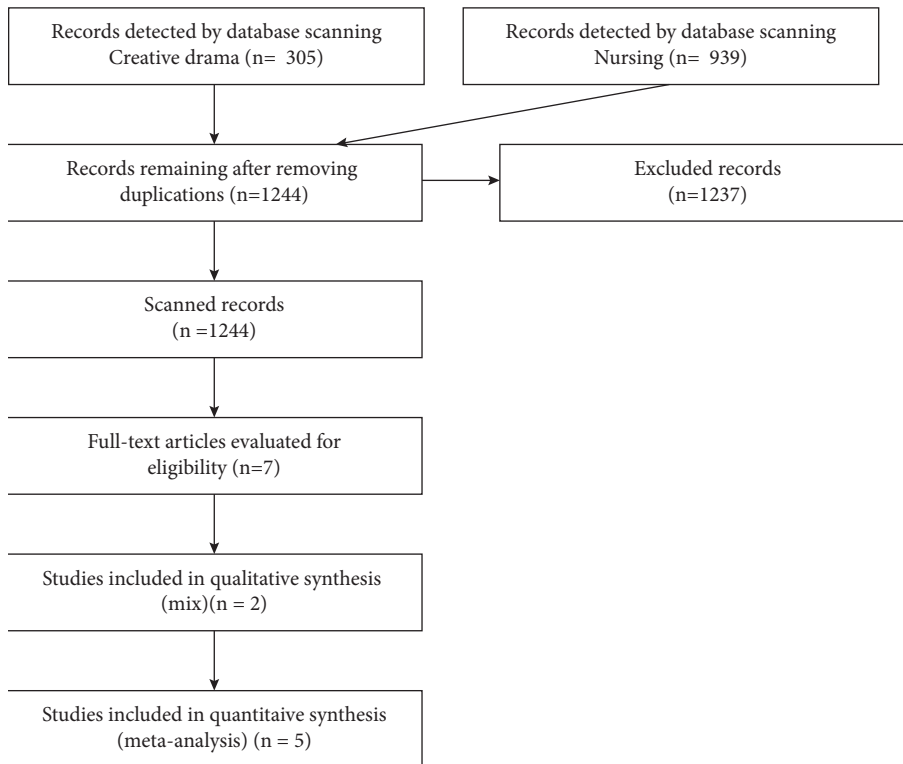 Records detected by database scanning
Creative drama (n= 305)
Records detected by database scanning
Nursing (n= 939)
Records remaining after removing
duplications (n=1244)
Excluded records
(n=1237)
Scanned records
(n =1244)
Full-text articles evaluated for
eligibility (n=7)
Studies included in qualitative synthesis
(mix)(n = 2)
Studies included in quantitaive synthesis
(meta-analysis) (n = 5)